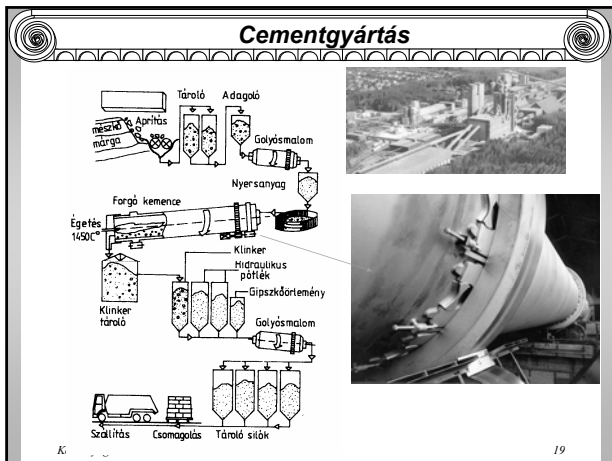 Cementgyártás
Tároló
Adagoló
Aprítás
mészkő
márga
Golyósmalom
Nyersanyag
Forgó kemence
Égetés
1450C°
Klinker
Hidraulikus
pótlék
Gipszkőőrlemény
Klinker
tároló
Golyósmalom
Szállítás
Csomagolás
Tároló silók
19